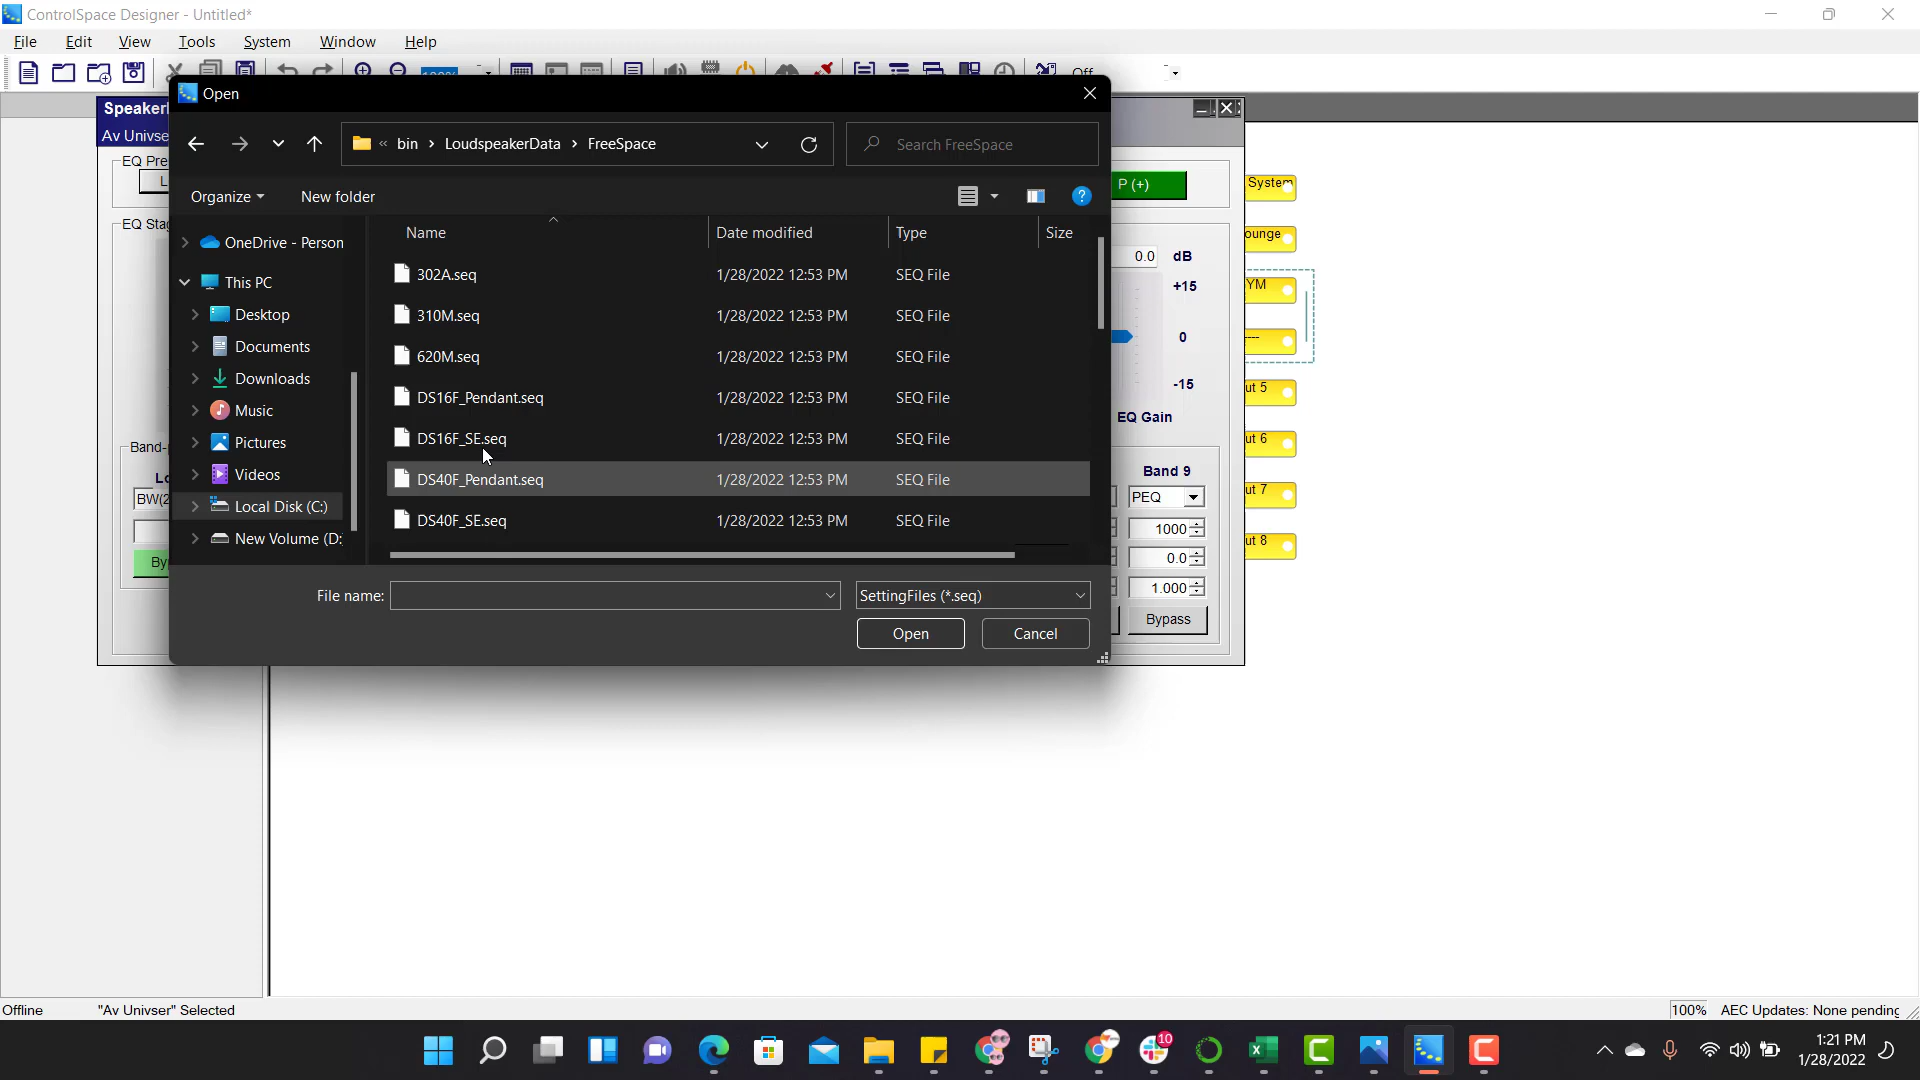 ControlSpace Designer - Untitled*
File Edit View Tools System Window Help
Off
Open
Av Univse
bin LoudspeakerData FreeSpace
Search FreeSpace
P (+)
System
Organize New folder
EQ Pre
EQ Sta
Name Date modified Type Size
OneDrive - Person
302A.seq 1/28/2022 12:53 PM SEQ File
0.0 dB
This PC
+15
YM
Desktop
310M.seq 1/28/2022 12:53 PM SEQ File
0
Documents
620M.seq 1/28/2022 12:53 PM SEQ File
Downloads
-15
ut 5
DS16F_Pendant.seq 1/28/2022 12:53 PM SEQ File
Music
EQ Gain
Pictures
DS16F_SE.seq 1/28/2022 12:53 PM SEQ File
ut 6
Band-
Videos
DS40F_Pendant.seq 1/28/2022 12:53 PM SEQ File
Band 9
BW(2
PEQ
ut 7
Local Disk (C:)
DS40F_SE.seq 1/28/2022 12:53 PM SEQ File
1000
New Volume (D:
0.0
ut 8
By
1.000
File name: SettingFiles (*.seq)
Bypass
Open Cancel
Offline "Av Univser" Selected 100% AEC Updates: None pending
10
1:21 PM
1/28/2022